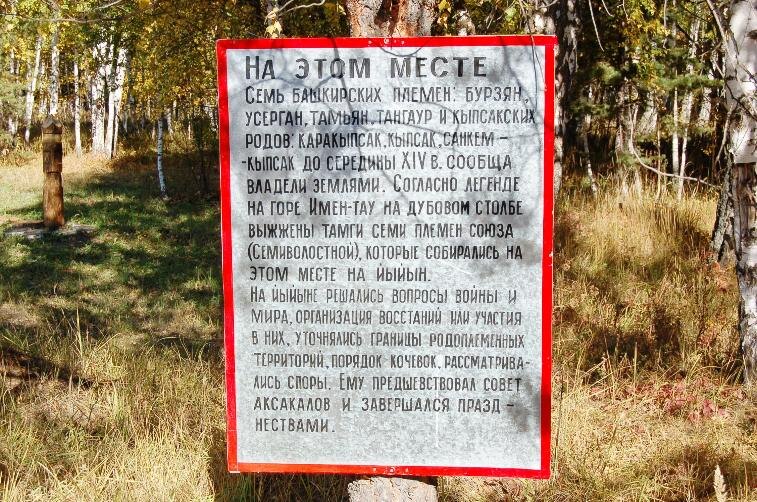 На этом месте
Семь башкирских племен: бурзян,
усерган, тамьян, тангаур и кыпсакских
родов: каракыпсак, кыпсак, санкем-
-кыпсак до середины XIV в. сообща
владели землями. Согласно легенде
на горе Имен-тау на дубовом столбе
выжжены тамги семи племен союза
(Семиволостной), которые собирались на
этом месте на йыйын.
На йыйыне решались вопросы войны и
мира, организация восстаний или участия
в них, уточнялись границы родоплеменных
территорий, порядок кочевок, рассматрива-
лись споры. Ему предшевствовал совет
аксакалов и завершался празд-
нествами.